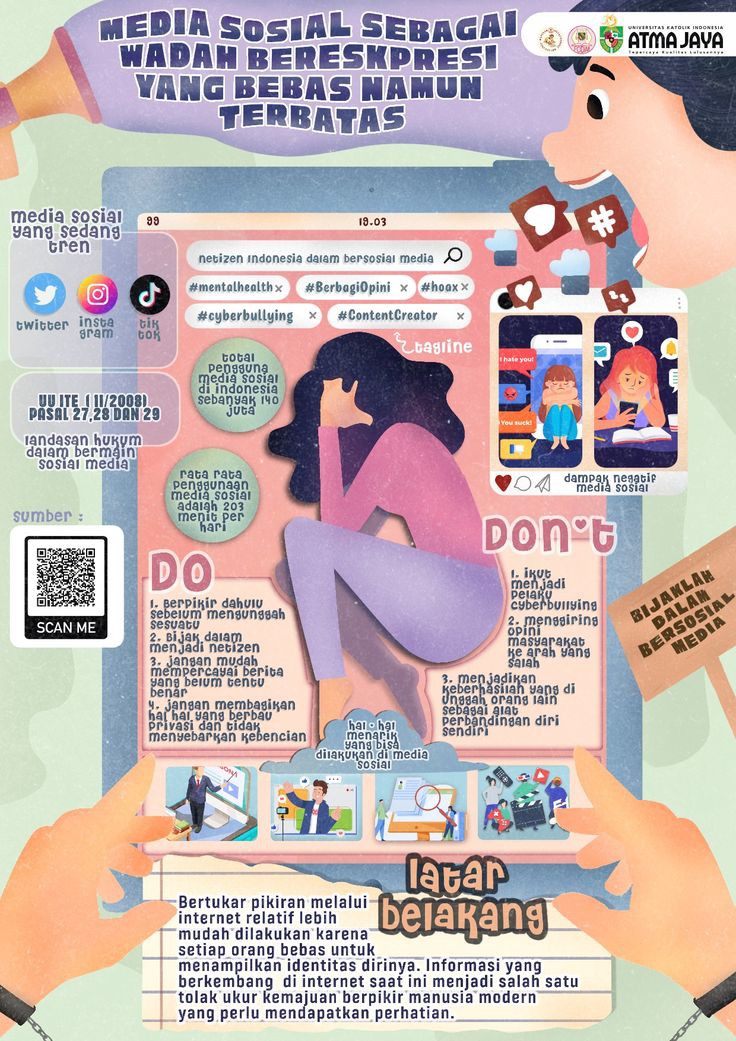 MEDIA SOSIAL SEBAGAI
WADAH BERESKPRESI
YANG BEBAS NAMUN
TERBATAS
UNIVERSITAS KATOLIK INDONESIA
ATMA JAYA
Tepercaya Kualitas Lulusannya
media sosial
yang sedang
tren
twitter
insta
gram
tik
tok
UU ITE ( 11/2008)
PASAL 27,28 DAN 29
landasan hukum
dalam bermain
sosial media
sumber :
SCAN ME
99
19.03
netizen indonesia dalam bersosial media
#mentalhealth
#BerbagiOpini
#hoax
#cyberbullying
#ContentCreator
tagline
total
pengguna
media sosial
di indonesia
sebanyak 140
juta
rata rata
penggunaan
media sosial
adalah 203
menit per
hari
#
I hate you!
You suck!
dampak negatif
media sosial
DO
1. berpikir dahulu
sebelum mengunggah
sesuatu
2. bijak dalam
menjadi netizen
3. jangan mudah
mempercayai berita
yang belum tentu
benar
4. jangan membagikan
hal hal yang berbau
privasi dan tidak
menyebarkan kebencian
DON't
1. ikut
menjadi
pelaku
cyberbullying
2. menggiring
opini
masyarakat
ke arah yang
salah
3. menjadikan
keberhasilan yang di
unggah orang lain
sebagai alat
perbandingan diri
sendiri
BIJAKLAH
DALAM
BERSOSIAL
MEDIA
hal - hal
menarik
yang bisa
dilakukan di media
sosial
latar
belakang
Bertukar pikiran melalui
internet relatif lebih
mudah dilakukan karena
setiap orang bebas untuk
menampilkan identitas dirinya. Informasi yang
berkembang di internet saat ini menjadi salah satu
tolak ukur kemajuan berpikir manusia modern
yang perlu mendapatkan perhatian.